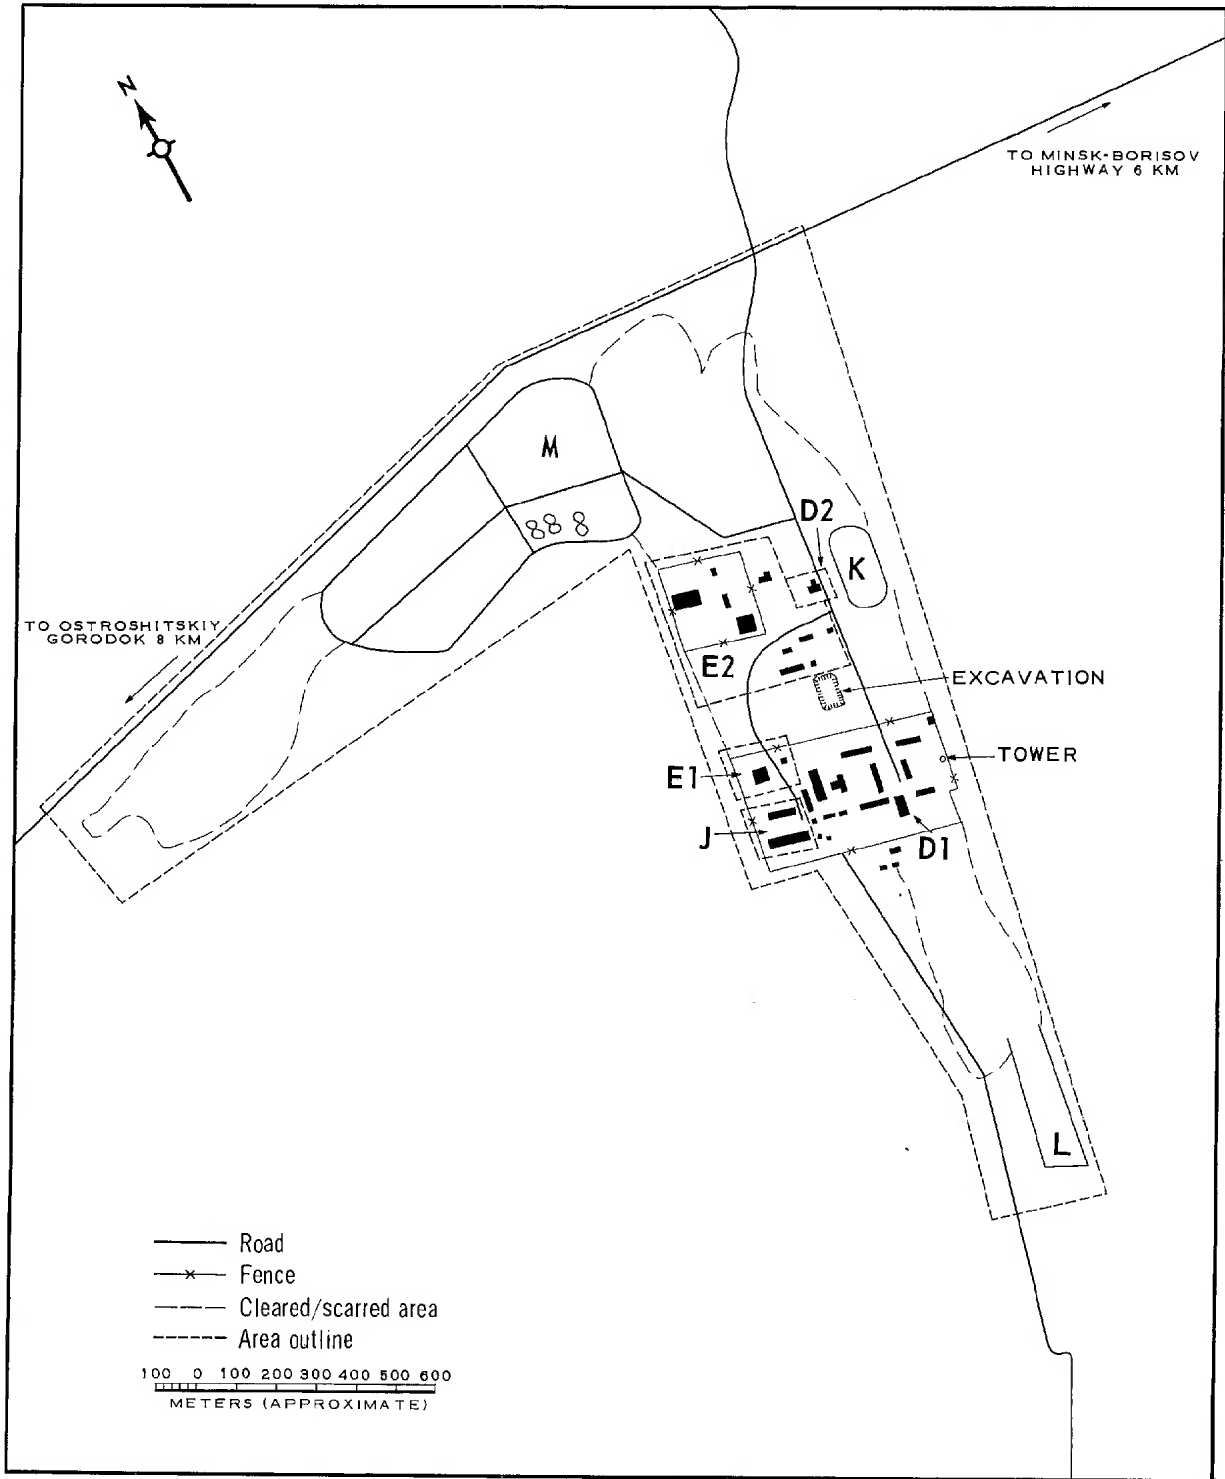 N
TO MINSK-BORISOV
HIGHWAY 6 KM
M
D2
K
TO OSTROSHITSKIY
GORODOK 8 KM
E2
EXCAVATION
TOWER
E1
J
D1
L
Road
Fence
Cleared/scarred area
Area outline
100 0 100 200 300 400 500 600
METERS (APPROXIMATE)